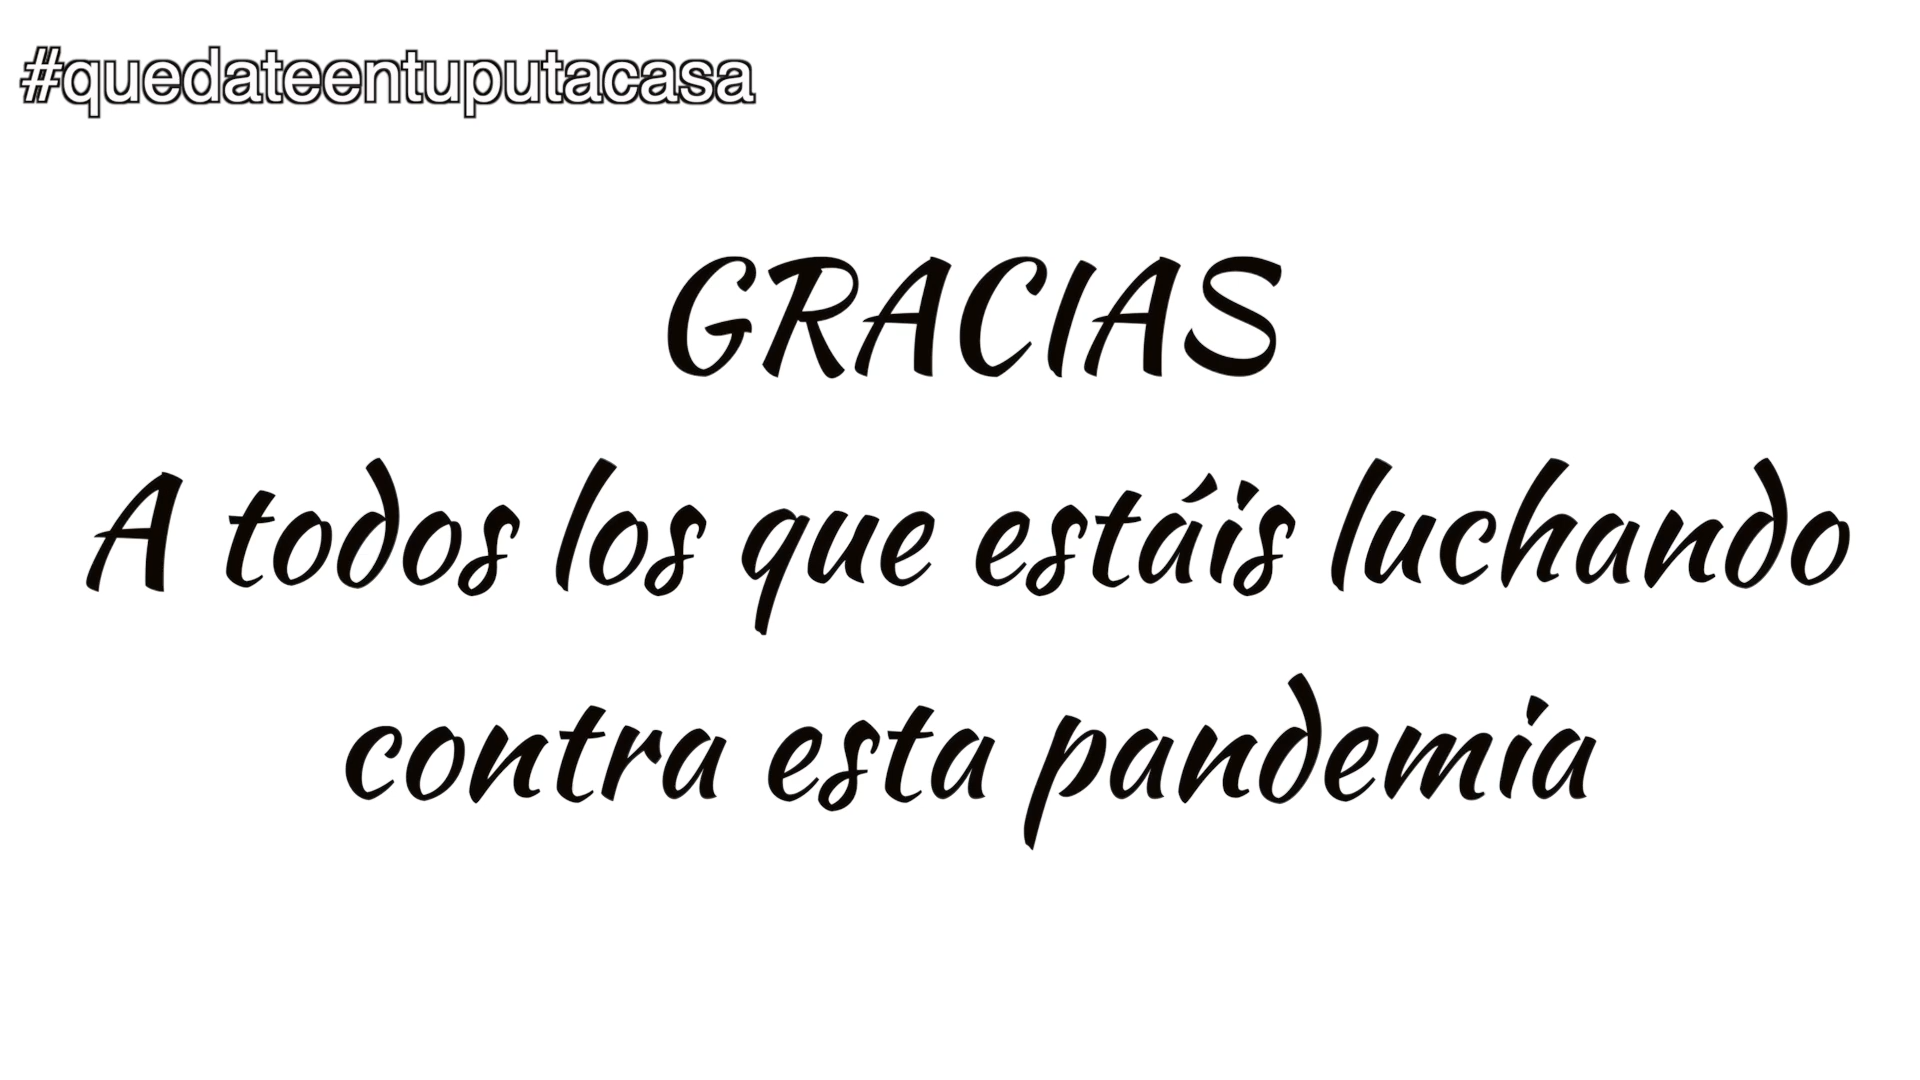 #quedateentuputacasa
GRACIAS
A todos los que estáis luchando
contra esta pandemia